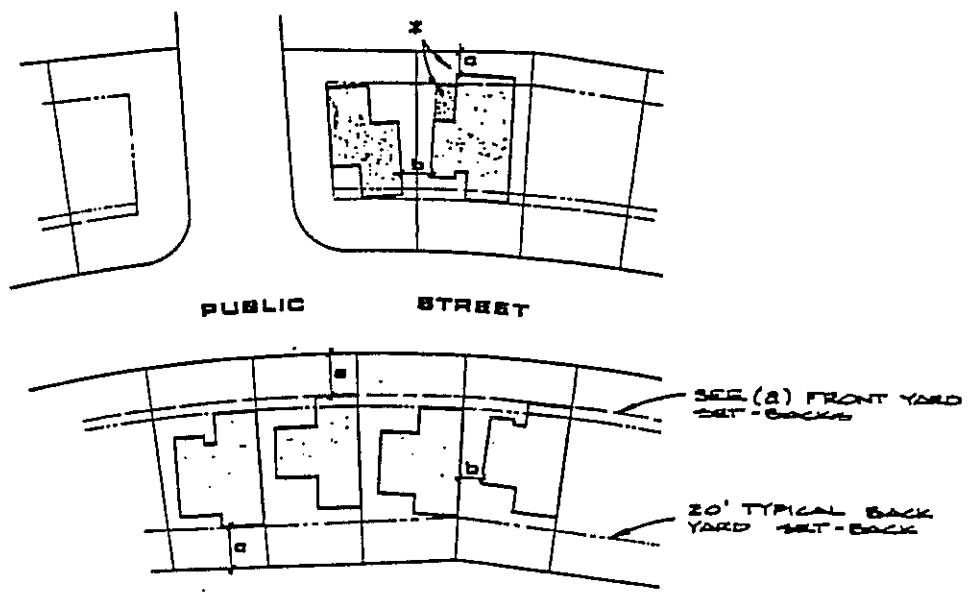 *
a
b
PUBLIC STREET
a
SEE (a) FRONT YARD
SET-BACKS
b
20' TYPICAL BACK
YARD SET-BACK
a